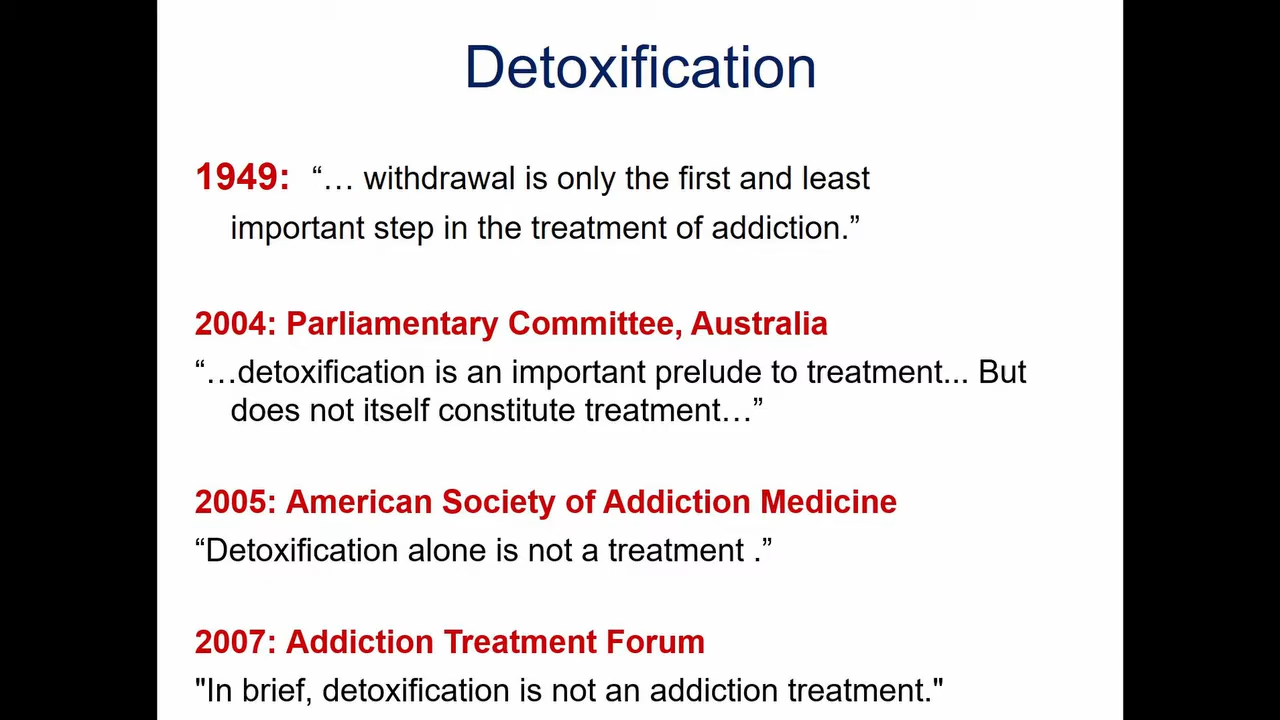 Detoxification
1949: “… withdrawal is only the first and least
important step in the treatment of addiction.”
2004: Parliamentary Committee, Australia
“…detoxification is an important prelude to treatment... But
does not itself constitute treatment…”
2005: American Society of Addiction Medicine
“Detoxification alone is not a treatment .”
2007: Addiction Treatment Forum
"In brief, detoxification is not an addiction treatment."